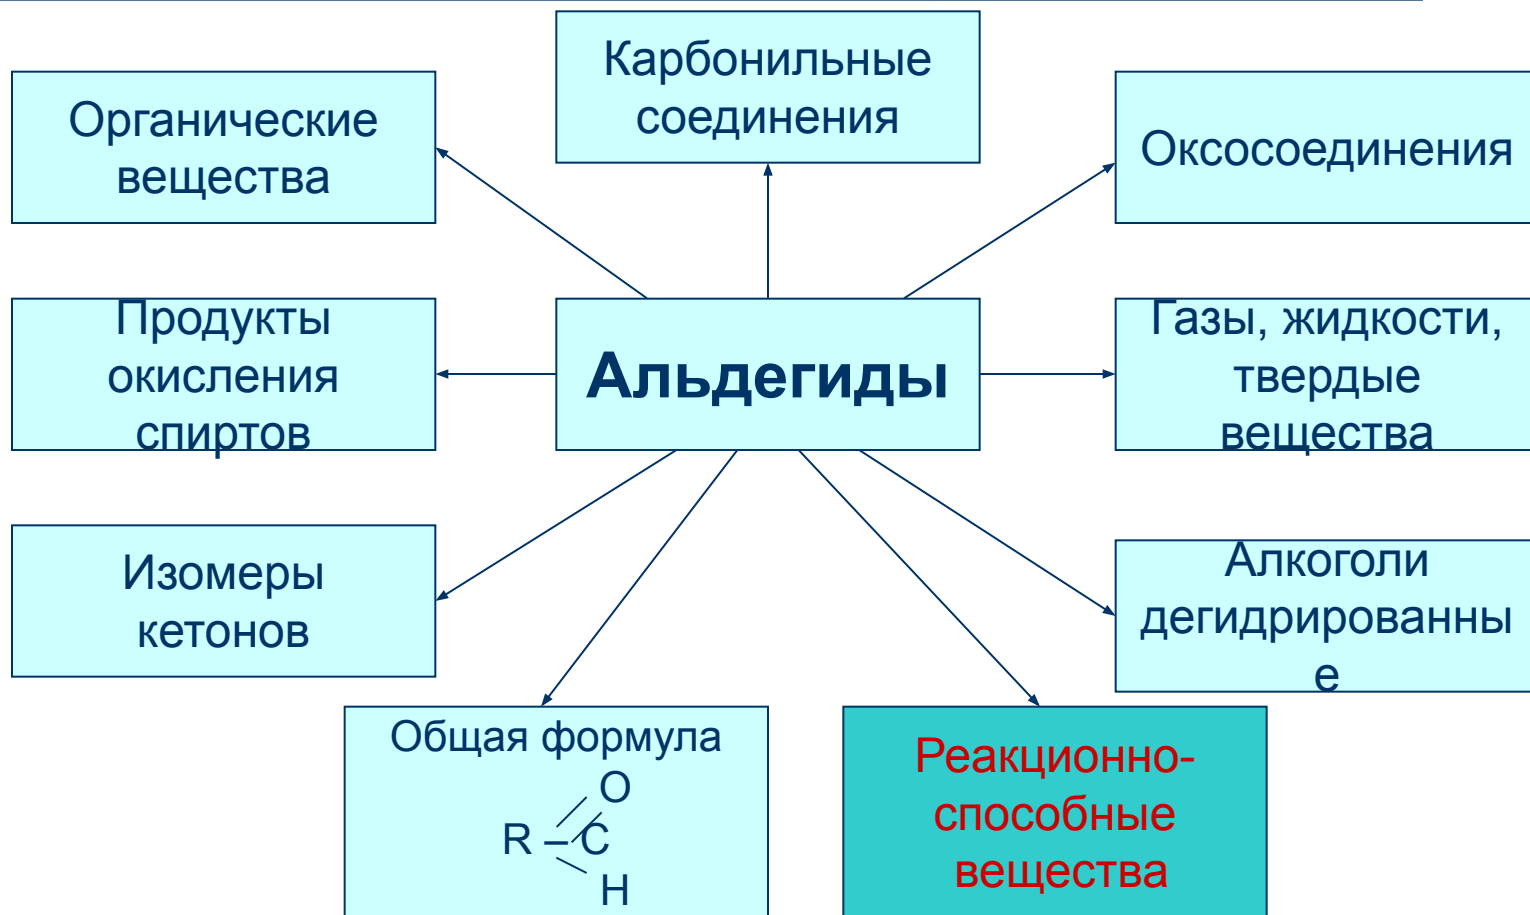 Карбонильные
соединения
Органические
вещества
Оксосоединения
Продукты
окисления
спиртов
Альдегиды
Газы, жидкости,
твердые
вещества
Изомеры
кетонов
Алкоголи
дегидрированны
е
Общая формула
O
R – C
H
Реакционно-
способные
вещества